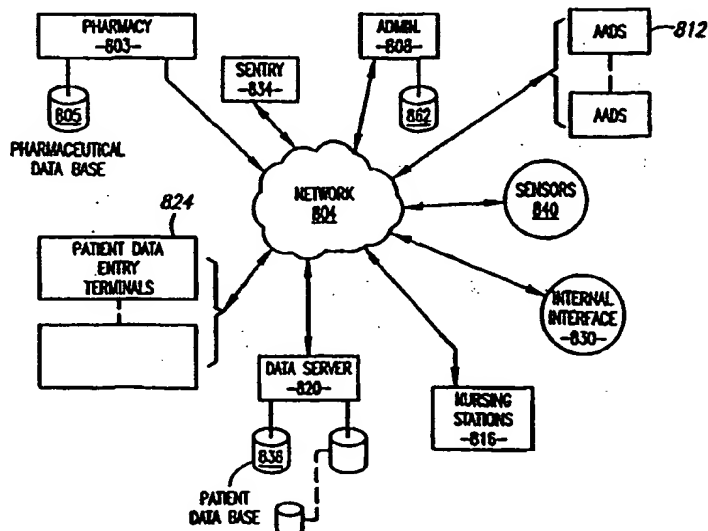 PHARMACY
-803-
805
PHARMACEUTICAL
DATA BASE
SENTRY
-834-
ADMIN.
-808-
862
AADS
812
AADS
NETWORK
804
SENSORS
840
824
PATIENT DATA
ENTRY
TERMINALS
INTERNAL
INTERFACE
-830-
DATA SERVER
-820-
NURSING
STATIONS
-816-
838
PATIENT
DATA BASE